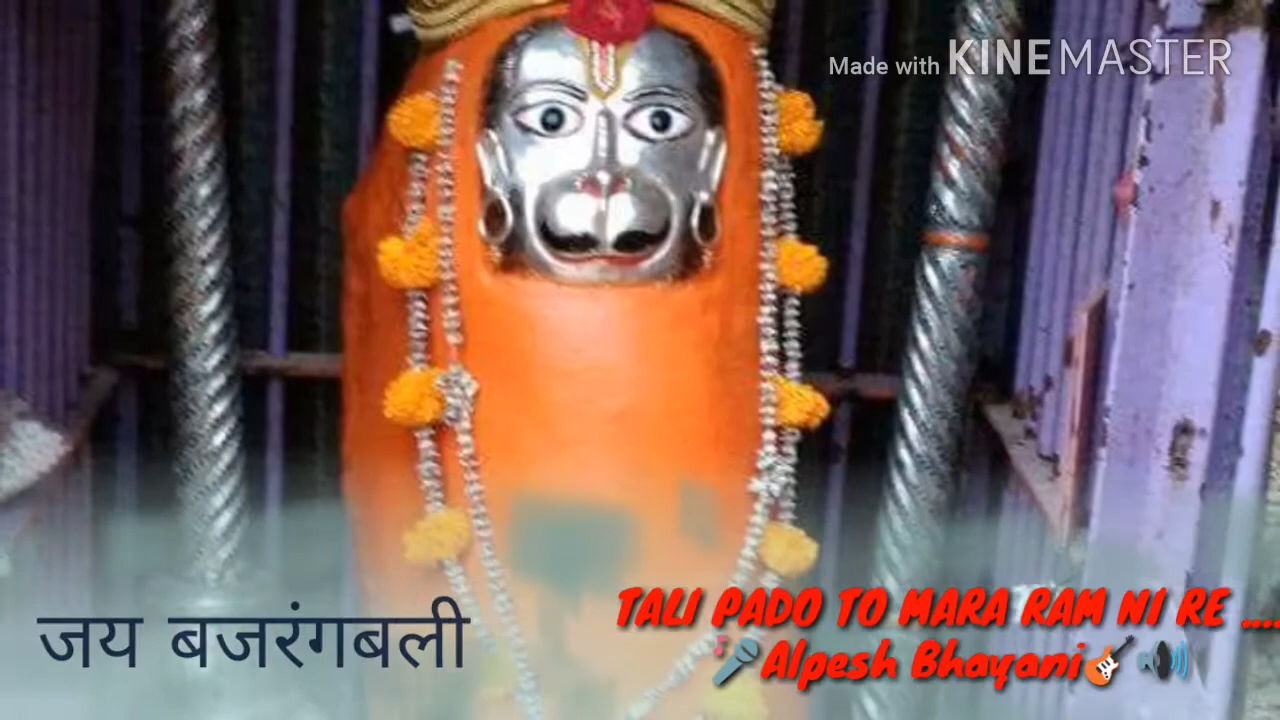 Made with KINEMASTER
जय बजरंगबली
TALI PADO TO MARA RAM NI RE ....
🎤Alpesh Bhayani🎸🔊